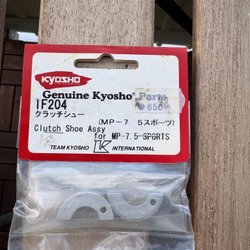 KYOSHO
Genuine Kyosho Parts
IF204
650
クラッチシュー
(MP-7.5スポーツ)
Clutch Shoe Assy
for MP-7.5 SPORTS
TEAM KYOSHO K INTERNATIONAL